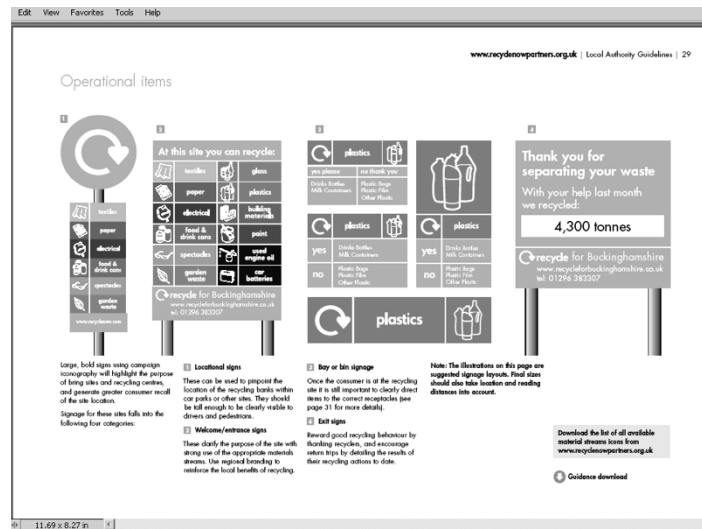 Edit View Favorites Tools Help
www.recyclenowpartners.org.uk | Local Authority Guidelines | 29
Operational items
1
textiles
paper
electrical
food &
drink cans
spectacles
garden
waste
www.recyclenow.com
2
At this site you can recycle:
textiles glass
paper plastics
electrical building
materials
food &
drink cans paint
spectacles used
engine oil
garden
waste car
batteries
recycle for Buckinghamshire
www.recycleforbuckinghamshire.co.uk
tel: 01296 383307
3
plastics
yes please no thank you
Drinks Bottles Plastic Bags
Milk Containers Plastic Film
Other Plastic
plastics
yes Drinks Bottles
Milk Containers
no Plastic Bags
Plastic Film
Other Plastic
plastics
yes Drinks Bottles
Milk Containers
no Plastic Bags
Plastic Film
Other Plastic
plastics
4
Thank you for
separating your waste
With your help last month
we recycled:
4,300 tonnes
recycle for Buckinghamshire
www.recycleforbuckinghamshire.co.uk
tel: 01296 383307
Large, bold signs using campaign
iconography will highlight the purpose
of bring sites and recycling centres,
and generate greater consumer recall
of the site location.
Signage for these sites falls into the
following four categories:
1 Locational signs
These can be used to pinpoint the
location of the recycling banks within
car parks or other sites. They should
be tall enough to be clearly visible to
drivers and pedestrians.
2 Welcome/entrance signs
These clarify the purpose of the site with
strong use of the appropriate materials
streams. Use regional branding to
reinforce the local benefits of recycling.
3 Bay or bin signage
Once the consumer is at the recycling
site it is still important to clearly direct
items to the correct receptacles (see
page 31 for more details).
4 Exit signs
Reward good recycling behaviour by
thanking recyclers, and encourage
return trips by detailing the results of
their recycling actions to date.
Note: The illustrations on this page are
suggested signage layouts. Final sizes
should also take location and reading
distances into account.
Download the list of all available
material streams icons from
www.recyclenowpartners.org.uk
Guidance download
11.69 x 8.27 in